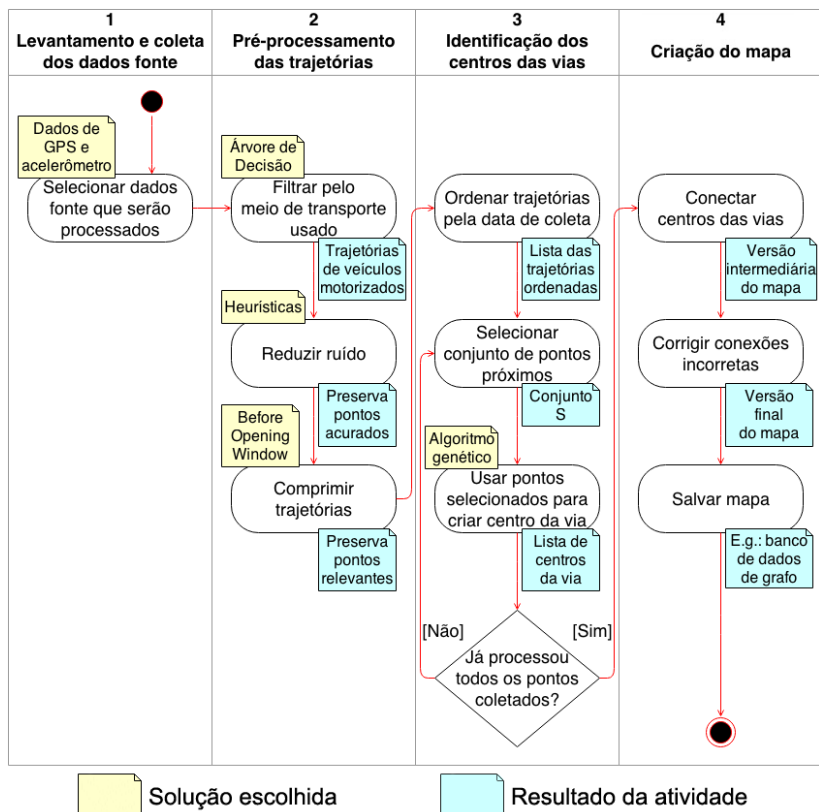 1
Levantamento e coleta
dos dados fonte
2
Pré-processamento
das trajetórias
3
Identificação dos
centros das vias
4
Criação do mapa
Dados de
GPS e
acelerômetro
Selecionar dados
fonte que serão
processados
Árvore de
Decisão
Filtrar pelo
meio de transporte
usado
Trajetórias
de veículos
motorizados
Heurísticas
Reduzir ruído
Preserva
pontos
acurados
Before
Opening
Window
Comprimir
trajetórias
Preserva
pontos
relevantes
Ordenar trajetórias
pela data de coleta
Lista das
trajetórias
ordenadas
Selecionar
conjunto de pontos
próximos
Conjunto
S
Algoritmo
genético
Usar pontos
selecionados para
criar centro da via
Lista de
centros
da via
[Não]
[Sim]
Já processou
todos os pontos
coletados?
Conectar
centros das vias
Versão
intermediária
do mapa
Corrigir conexões
incorretas
Versão
final
do mapa
Salvar mapa
E.g.: banco
de dados
de grafo
Solução escolhida
Resultado da atividade